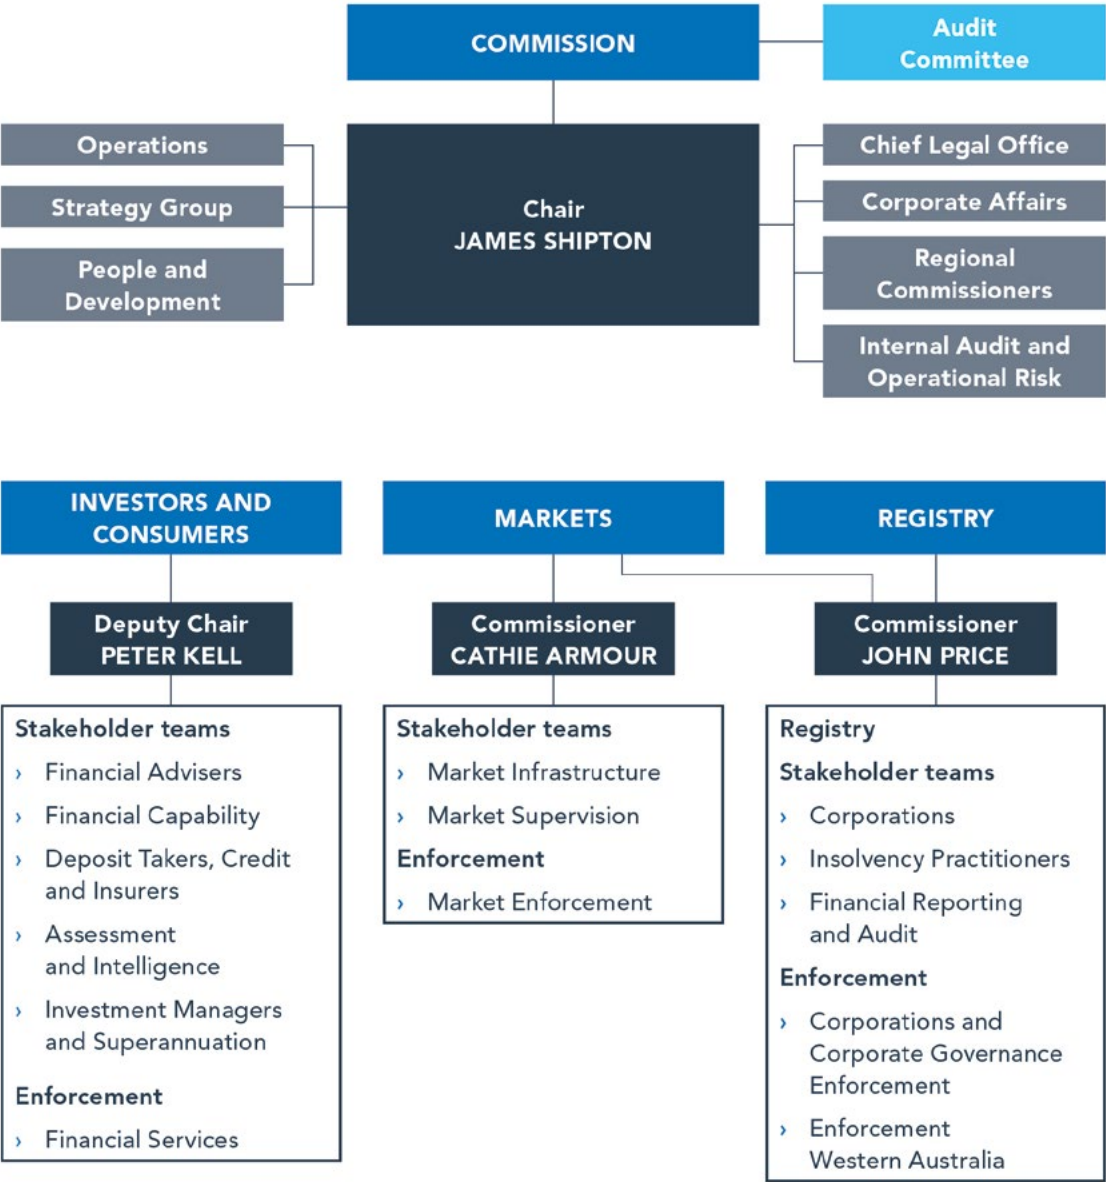 COMMISSION
Audit
Committee
Operations
Strategy Group
People and
Development
Chair
JAMES SHIPTON
Chief Legal Office
Corporate Affairs
Regional
Commissioners
Internal Audit and
Operational Risk
INVESTORS AND
CONSUMERS
Deputy Chair
PETER KELL
Stakeholder teams
› Financial Advisers
› Financial Capability
› Deposit Takers, Credit
and Insurers
› Assessment
and Intelligence
› Investment Managers
and Superannuation
Enforcement
› Financial Services
MARKETS
Commissioner
CATHIE ARMOUR
Stakeholder teams
› Market Infrastructure
› Market Supervision
Enforcement
› Market Enforcement
REGISTRY
Commissioner
JOHN PRICE
Registry
Stakeholder teams
› Corporations
› Insolvency Practitioners
› Financial Reporting
and Audit
Enforcement
› Corporations and
Corporate Governance
Enforcement
› Enforcement
Western Australia